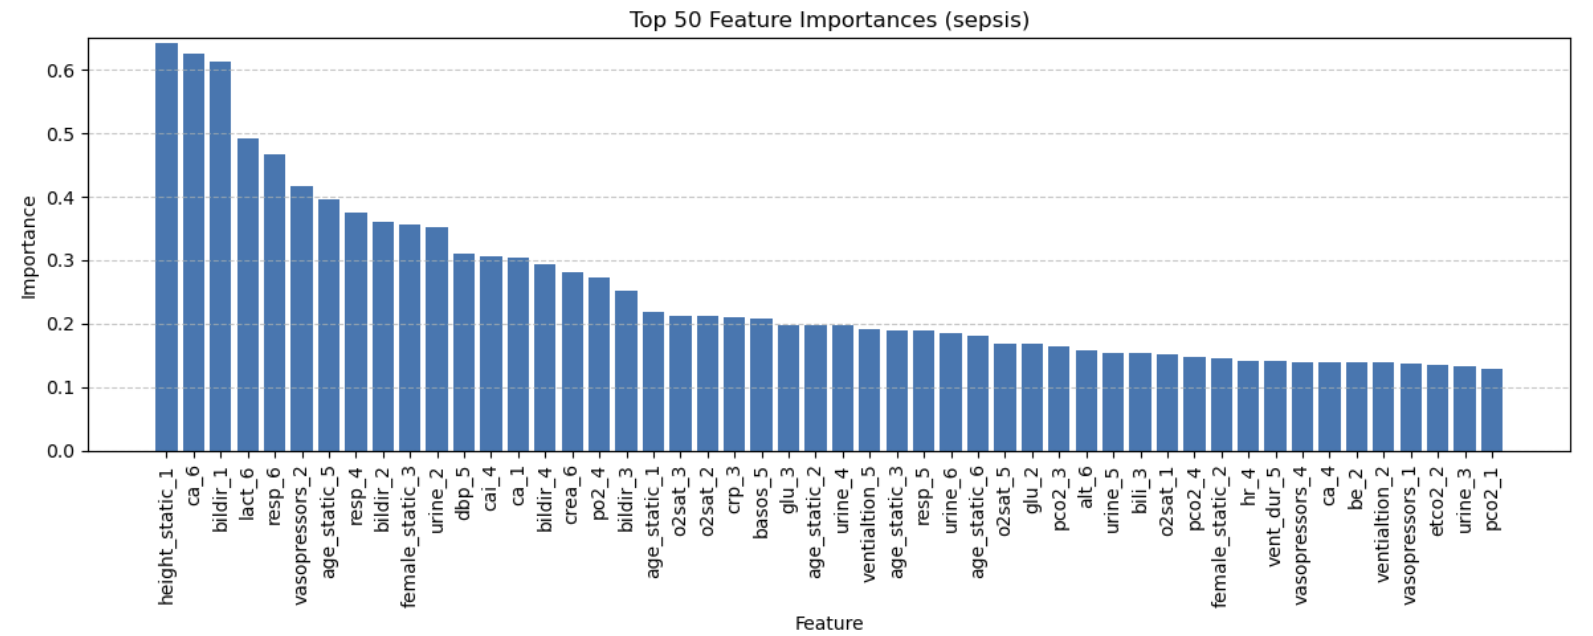 Top 50 Feature Importances (sepsis)
Importance
0.6
0.5
0.4
0.3
0.2
0.1
0.0
height_static_1
ca_6
bildir_1
lact_6
resp_6
vasopressors_2
age_static_5
resp_4
bildir_2
female_static_3
urine_2
dbp_5
cai_4
ca_1
bildir_4
crea_6
po2_4
bildir_3
age_static_1
o2sat_3
o2sat_2
crp_3
basos_5
glu_3
age_static_2
urine_4
ventialtion_5
age_static_3
resp_5
urine_6
age_static_6
o2sat_5
glu_2
pco2_3
alt_6
urine_5
bili_3
o2sat_1
pco2_4
female_static_2
hr_4
vent_dur_5
vasopressors_4
ca_4
be_2
ventialtion_2
vasopressors_1
etco2_2
urine_3
pco2_1
Feature